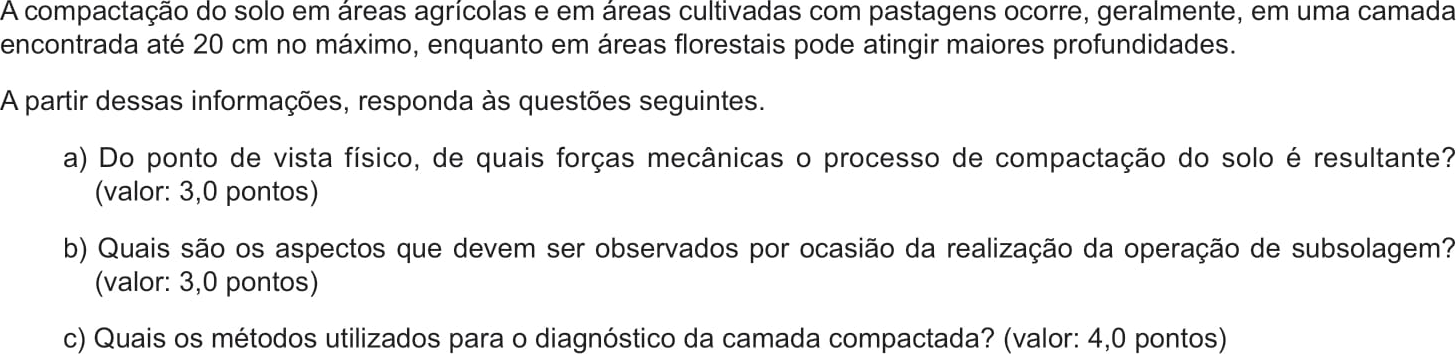 A compactação do solo em áreas agrícolas e em áreas cultivadas com pastagens ocorre, geralmente, em uma camada
encontrada até 20 cm no máximo, enquanto em áreas florestais pode atingir maiores profundidades.
A partir dessas informações, responda às questões seguintes.
a) Do ponto de vista físico, de quais forças mecânicas o processo de compactação do solo é resultante?
(valor: 3,0 pontos)
b) Quais são os aspectos que devem ser observados por ocasião da realização da operação de subsolagem?
(valor: 3,0 pontos)
c) Quais os métodos utilizados para o diagnóstico da camada compactada? (valor: 4,0 pontos)